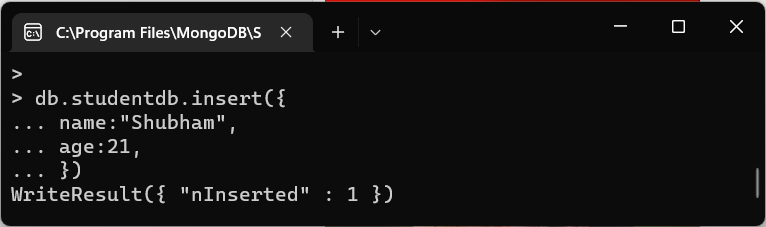 C:\Program Files\MongoDB\S
>
> db.studentdb.insert({
... name:"Shubham",
... age:21,
... })
WriteResult({ "nInserted" : 1 })